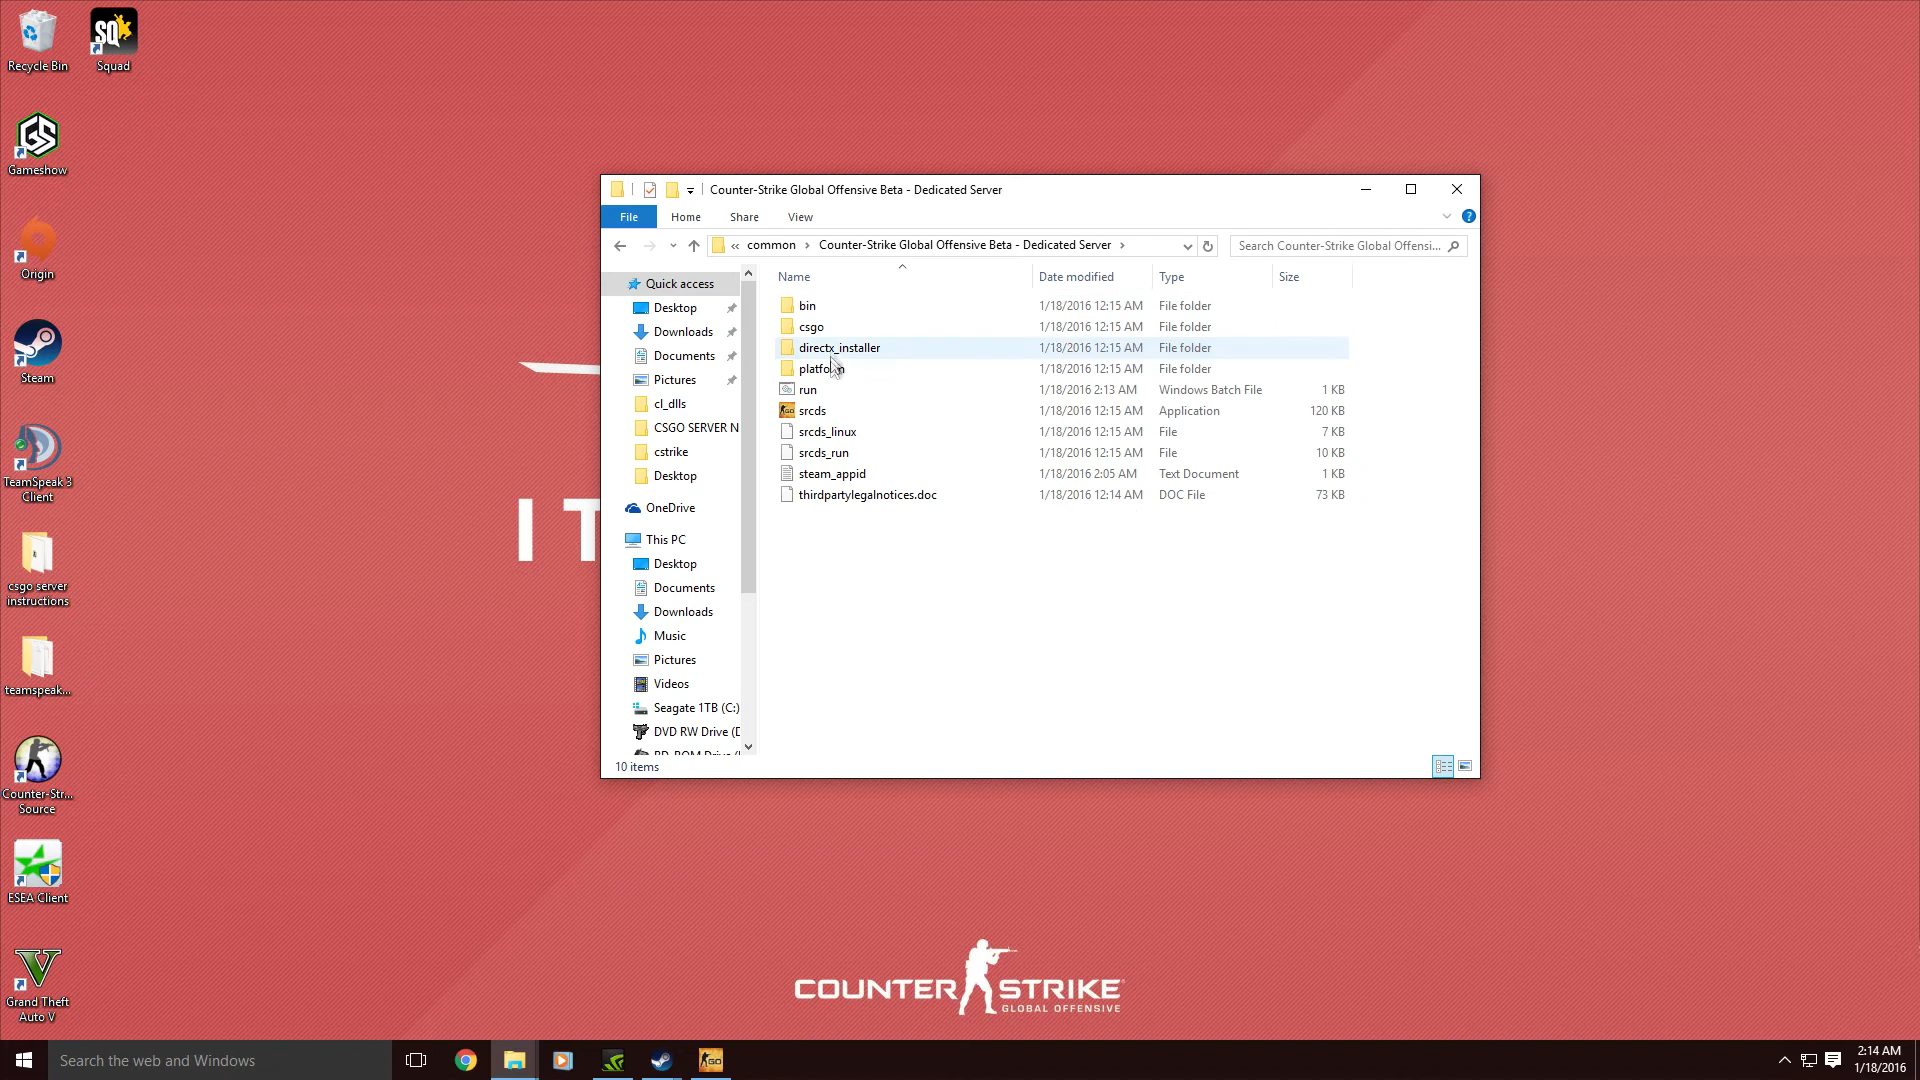 Recycle Bin
Squad
Gameshow
Origin
Steam
TeamSpeak 3
Client
csgo server
instructions
teamspeak...
Counter-Str...
Source
ESEA Client
Grand Theft
Auto V
I T
Counter-Strike Global Offensive Beta - Dedicated Server
File Home Share View
« common › Counter-Strike Global Offensive Beta - Dedicated Server ›
Search Counter-Strike Global Offensi...
Quick access
Desktop
Downloads
Documents
Pictures
cl_dlls
CSGO SERVER N
cstrike
Desktop
OneDrive
This PC
Desktop
Documents
Downloads
Music
Pictures
Videos
Seagate 1TB (C:)
DVD RW Drive (D
Name Date modified Type Size
bin 1/18/2016 12:15 AM File folder
csgo 1/18/2016 12:15 AM File folder
directx_installer 1/18/2016 12:15 AM File folder
platform 1/18/2016 12:15 AM File folder
run 1/18/2016 2:13 AM Windows Batch File 1 KB
srcds 1/18/2016 12:15 AM Application 120 KB
srcds_linux 1/18/2016 12:15 AM File 7 KB
srcds_run 1/18/2016 12:15 AM File 10 KB
steam_appid 1/18/2016 2:05 AM Text Document 1 KB
thirdpartylegalnotices.doc 1/18/2016 12:14 AM DOC File 73 KB
10 items
COUNTER STRIKE
GLOBAL OFFENSIVE
Search the web and Windows
2:14 AM
1/18/2016